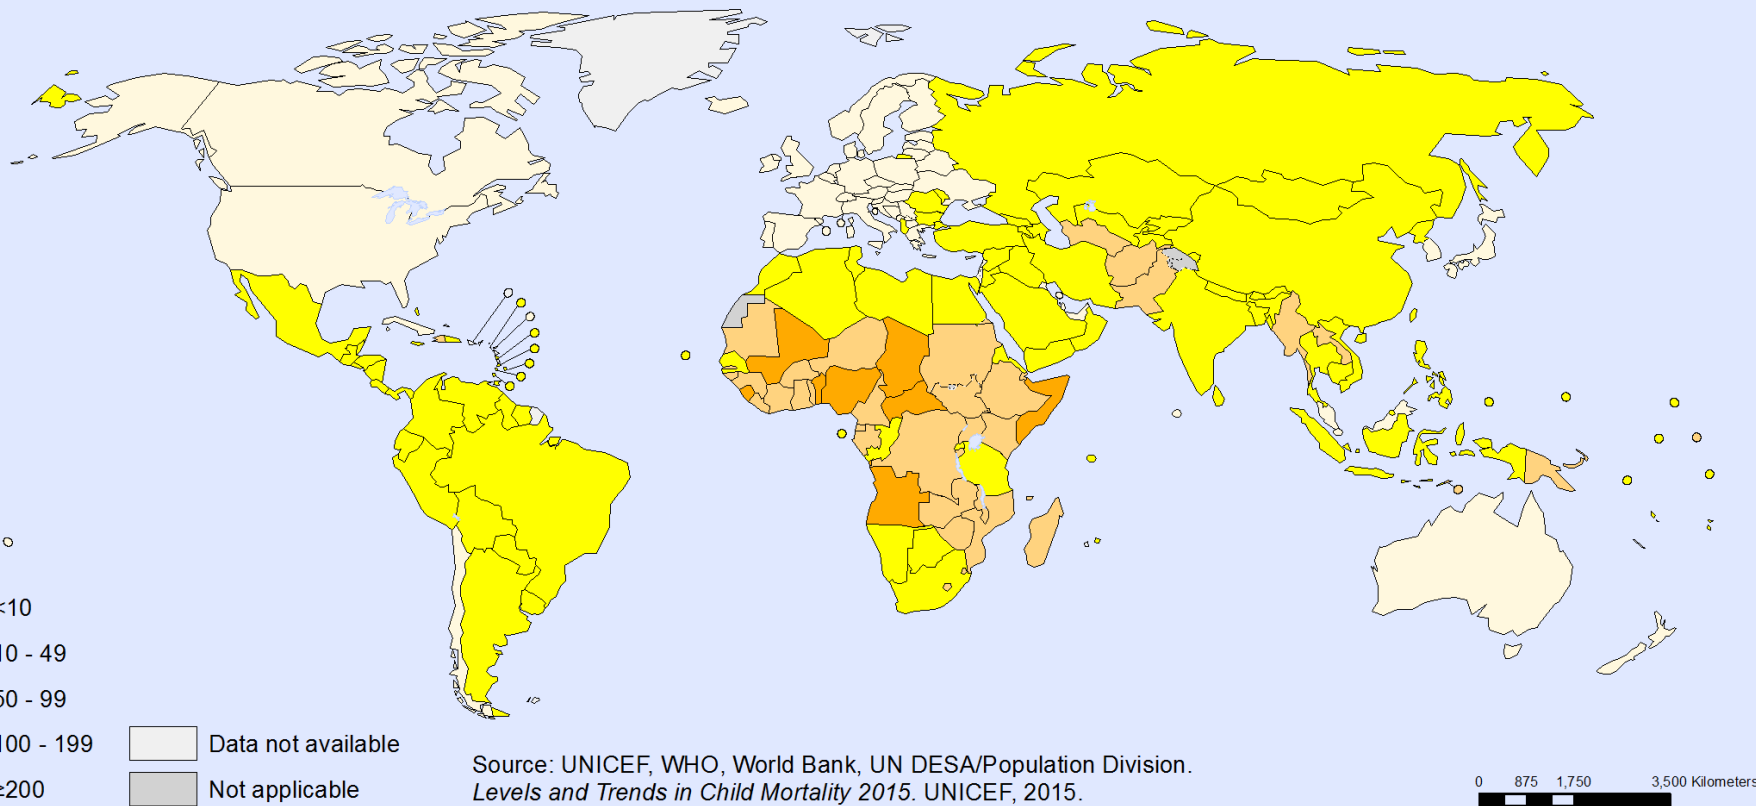 <10
10 - 49
50 - 99
100 - 199
≥200
Data not available
Not applicable
Source: UNICEF, WHO, World Bank, UN DESA/Population Division.
Levels and Trends in Child Mortality 2015. UNICEF, 2015.
0 875 1,750 3,500 Kilometers